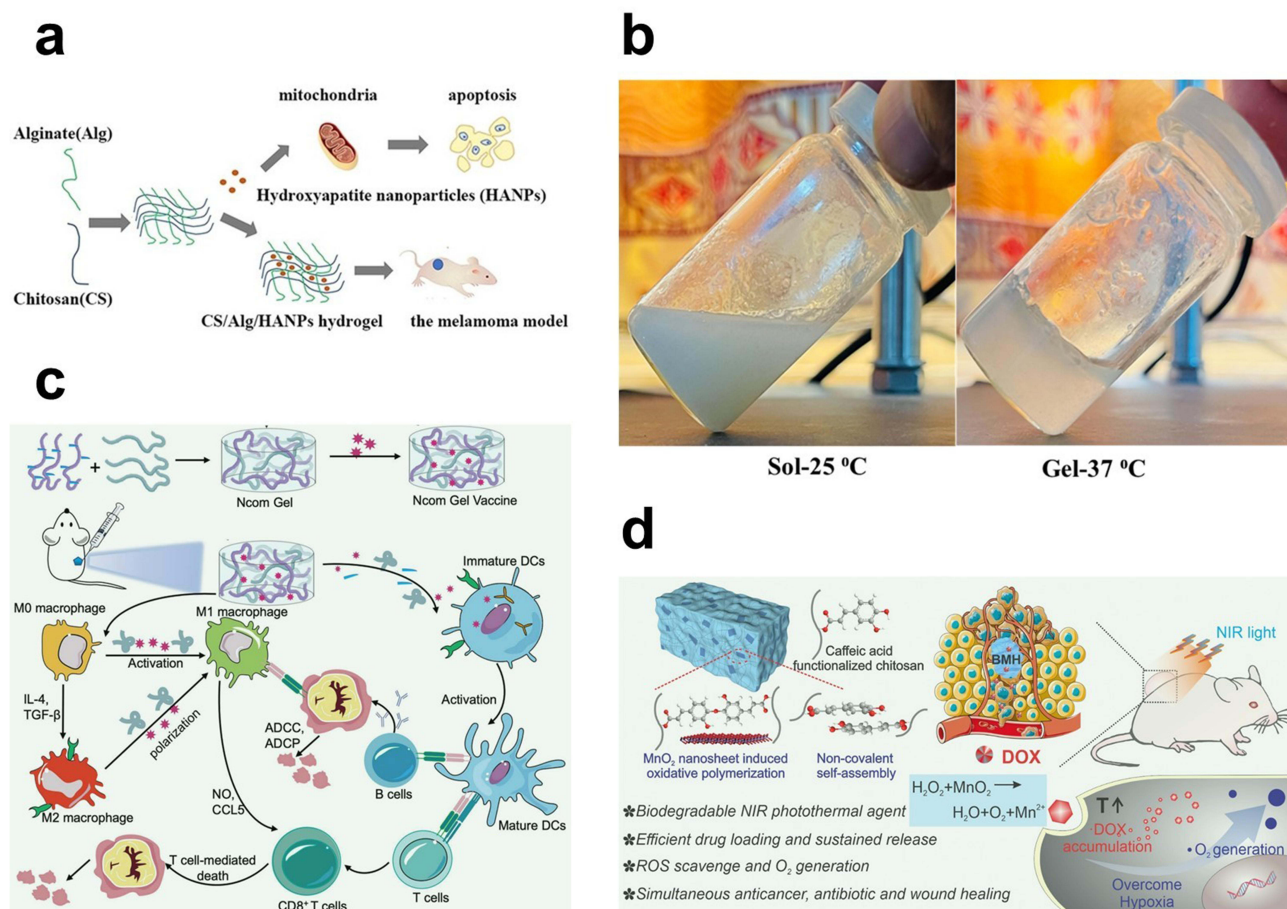 a
mitochondria
apoptosis
Alginate(Alg)
Hydroxyapatite nanoparticles (HANPs)
Chitosan(CS)
CS/Alg/HANPs hydrogel
the melamoma model
b
Sol-25 ⁰C
Gel-37 ⁰C
c
+
Ncom Gel
Ncom Gel Vaccine
Immature DCs
M0 macrophage
M1 macrophage
Activation
IL-4,
TGF-β
polarization
Activation
T
ADCC,
ADCP
B cells
M2 macrophage
NO,
CCL5
Mature DCs
T cell-mediated
death
T
CD8⁺ T cells
T cells
d
Caffeic acid
functionalized chitosan
MnO₂ nanosheet induced
oxidative polymerization
Non-covalent
self-assembly
BMH
DOX
NIR light
H₂O₂+MnO₂
H₂O+O₂+Mn²⁺
✽Biodegradable NIR photothermal agent
✽Efficient drug loading and sustained release
✽ROS scavenge and O₂ generation
✽Simultaneous anticancer, antibiotic and wound healing
T
DOX
accumulation
O₂ generation
Overcome
Hypoxia